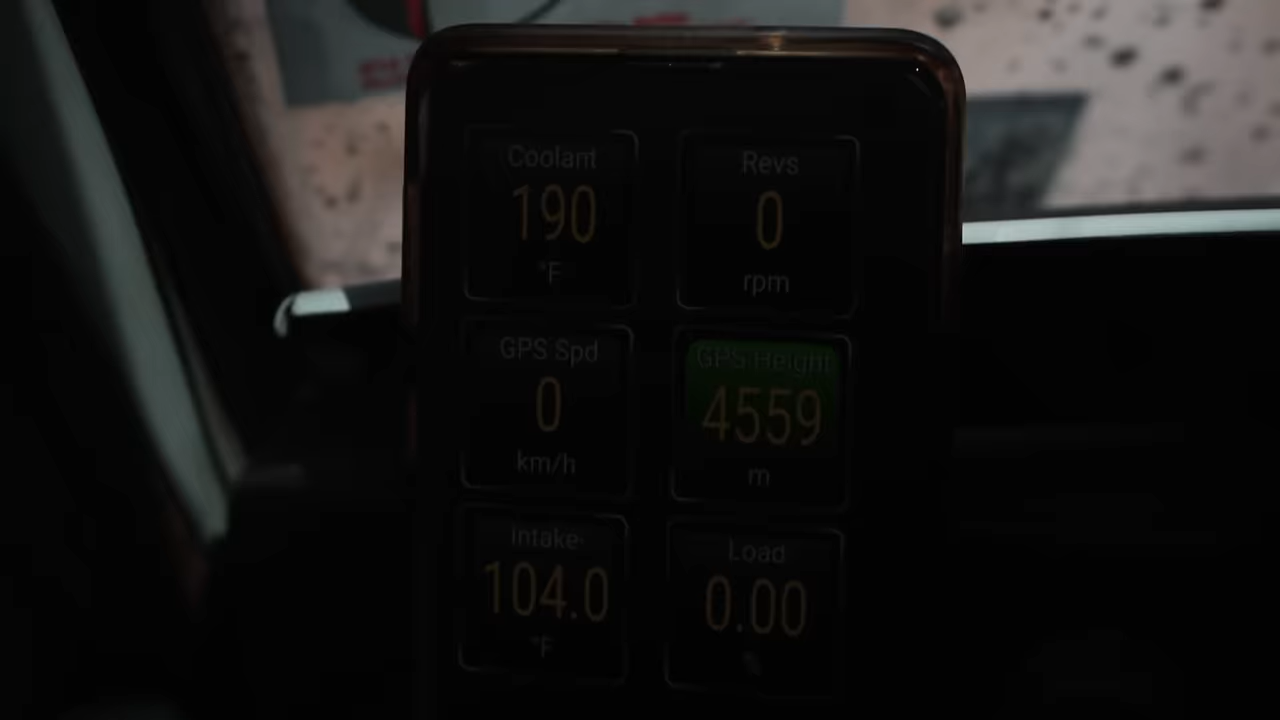 Coolant
190
°F
Revs
0
rpm
GPS Spd
0
km/h
GPS Height
4559
m
Intake
104.0
°F
Load
0.00